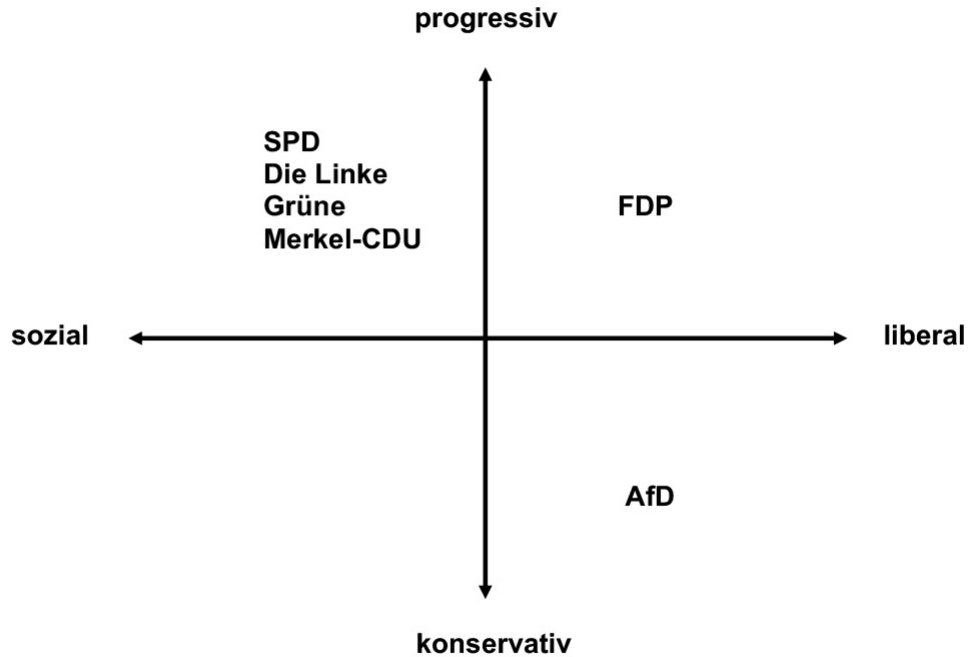 progressiv
SPD
Die Linke
Grüne
Merkel-CDU
FDP
sozial
liberal
AfD
konservativ